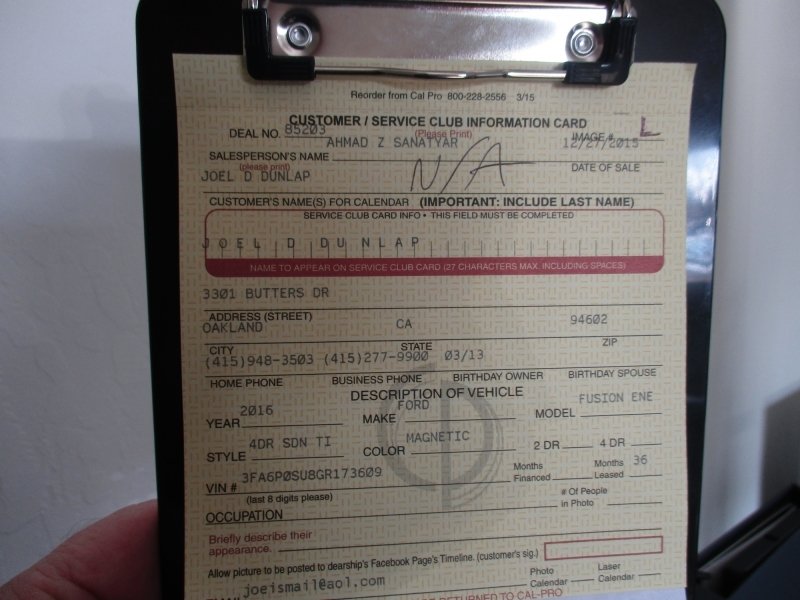 Reorder from Cal Pro 800-228-2556 3/15
CUSTOMER / SERVICE CLUB INFORMATION CARD
DEAL NO. 85203 (Please Print) IMAGE # L
AHMAD Z SANATYAR 12/27/2015
SALESPERSON'S NAME DATE OF SALE
(please print) N/A
JOEL D DUNLAP
CUSTOMER'S NAME(S) FOR CALENDAR (IMPORTANT: INCLUDE LAST NAME)
SERVICE CLUB CARD INFO • THIS FIELD MUST BE COMPLETED
JOEL D DUNLAP
NAME TO APPEAR ON SERVICE CLUB CARD (27 CHARACTERS MAX. INCLUDING SPACES)
3301 BUTTERS DR
ADDRESS (STREET)
OAKLAND CA 94602
CITY STATE ZIP
(415)948-3503 (415)277-9900 03/13
HOME PHONE BUSINESS PHONE BIRTHDAY OWNER BIRTHDAY SPOUSE
DESCRIPTION OF VEHICLE
YEAR 2016 MAKE FORD MODEL FUSION ENE
STYLE 4DR SDN TI COLOR MAGNETIC 2 DR 4 DR
VIN # 3FA6P0SU8GR173609 Months Financed Months Leased 36
(last 8 digits please) # Of People in Photo
OCCUPATION
Briefly describe their
appearance.
Allow picture to be posted to dearship's Facebook Page's Timeline. (customer's sig.)
joeismail@aol.com Photo Calendar Laser Calendar
RETURNED TO CAL-PRO